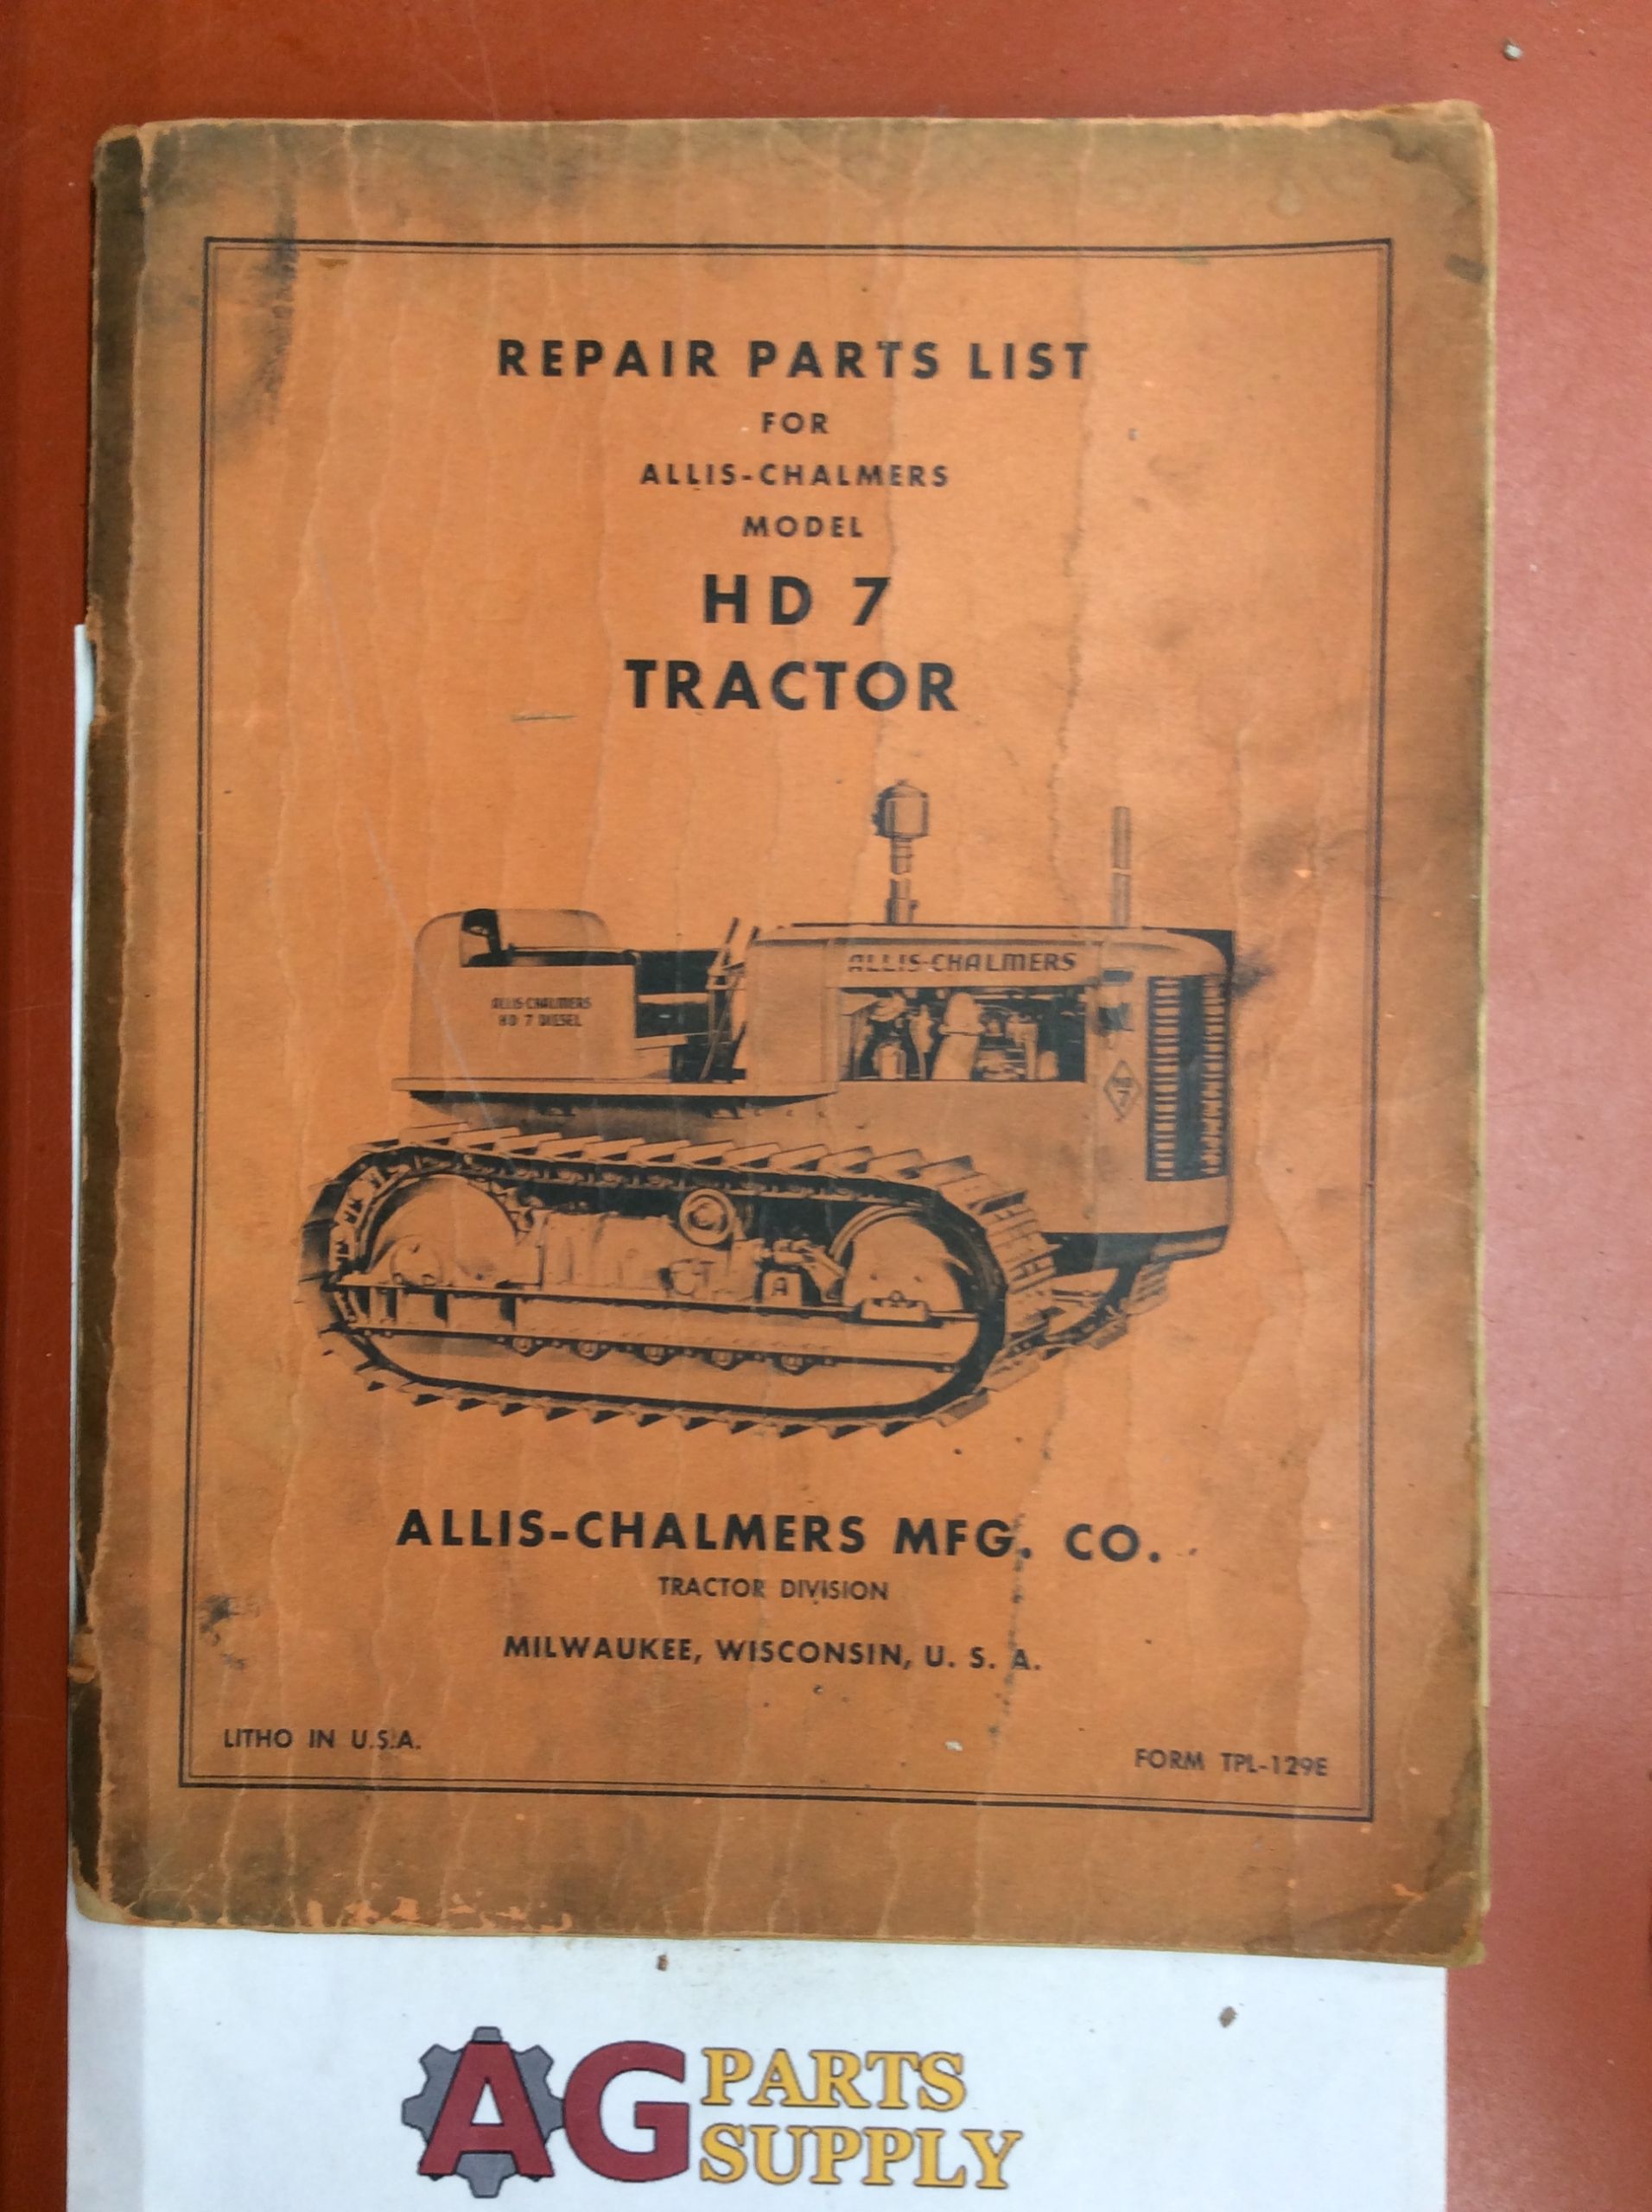 REPAIR PARTS LIST
FOR
ALLIS-CHALMERS
MODEL
HD 7
TRACTOR
ALLIS-CHALMERS
ALLIS-CHALMERS
HD 7 DIESEL
HD
7
A
ALLIS-CHALMERS MFG. CO.
TRACTOR DIVISION
MILWAUKEE, WISCONSIN, U. S. A.
LITHO IN U.S.A.
FORM TPL-129E
AG PARTS
SUPPLY